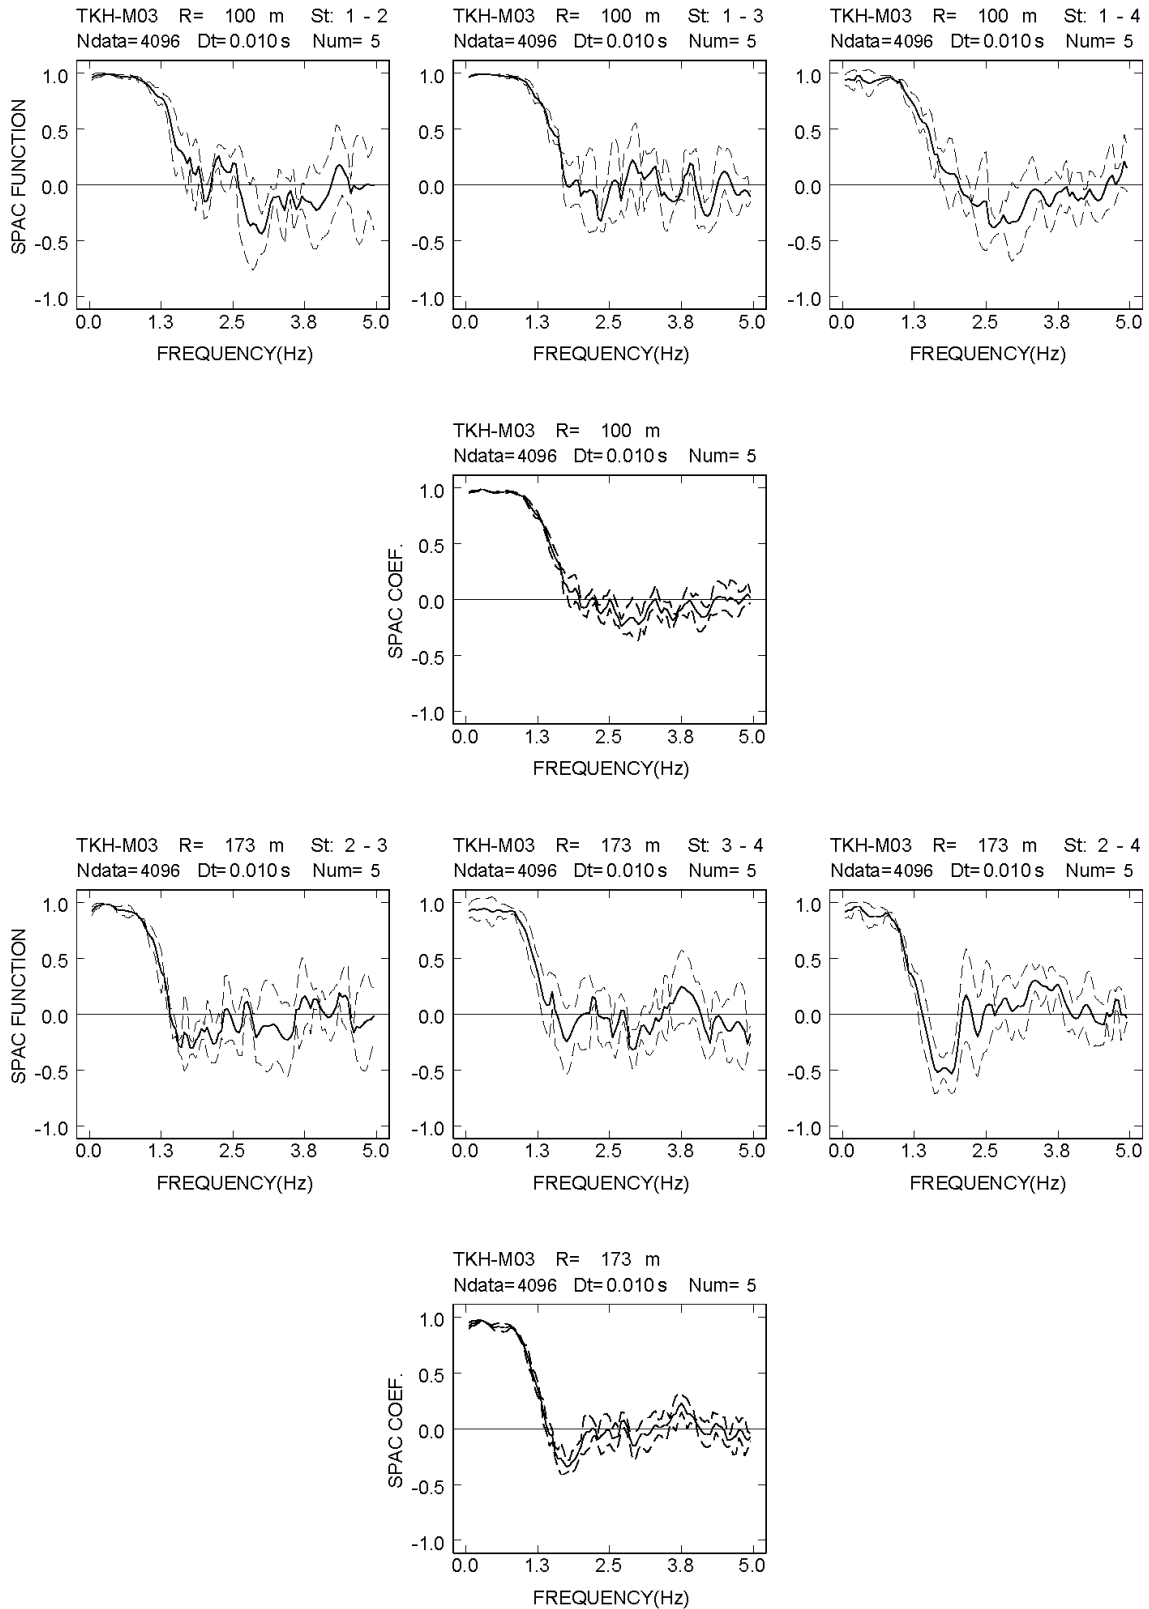 TKH-M03 R= 100 m St: 1 - 2
Ndata=4096 Dt=0.010 s Num= 5
SPAC FUNCTION
1.0
0.5
0.0
-0.5
-1.0
0.0 1.3 2.5 3.8 5.0
FREQUENCY(Hz)
TKH-M03 R= 100 m St: 1 - 3
Ndata=4096 Dt=0.010 s Num= 5
1.0
0.5
0.0
-0.5
-1.0
0.0 1.3 2.5 3.8 5.0
FREQUENCY(Hz)
TKH-M03 R= 100 m St: 1 - 4
Ndata=4096 Dt=0.010 s Num= 5
1.0
0.5
0.0
-0.5
-1.0
0.0 1.3 2.5 3.8 5.0
FREQUENCY(Hz)
TKH-M03 R= 100 m
Ndata=4096 Dt=0.010 s Num= 5
SPAC COEF.
1.0
0.5
0.0
-0.5
-1.0
0.0 1.3 2.5 3.8 5.0
FREQUENCY(Hz)
TKH-M03 R= 173 m St: 2 - 3
Ndata=4096 Dt=0.010 s Num= 5
SPAC FUNCTION
1.0
0.5
0.0
-0.5
-1.0
0.0 1.3 2.5 3.8 5.0
FREQUENCY(Hz)
TKH-M03 R= 173 m St: 3 - 4
Ndata=4096 Dt=0.010 s Num= 5
1.0
0.5
0.0
-0.5
-1.0
0.0 1.3 2.5 3.8 5.0
FREQUENCY(Hz)
TKH-M03 R= 173 m St: 2 - 4
Ndata=4096 Dt=0.010 s Num= 5
1.0
0.5
0.0
-0.5
-1.0
0.0 1.3 2.5 3.8 5.0
FREQUENCY(Hz)
TKH-M03 R= 173 m
Ndata=4096 Dt=0.010 s Num= 5
SPAC COEF.
1.0
0.5
0.0
-0.5
-1.0
0.0 1.3 2.5 3.8 5.0
FREQUENCY(Hz)